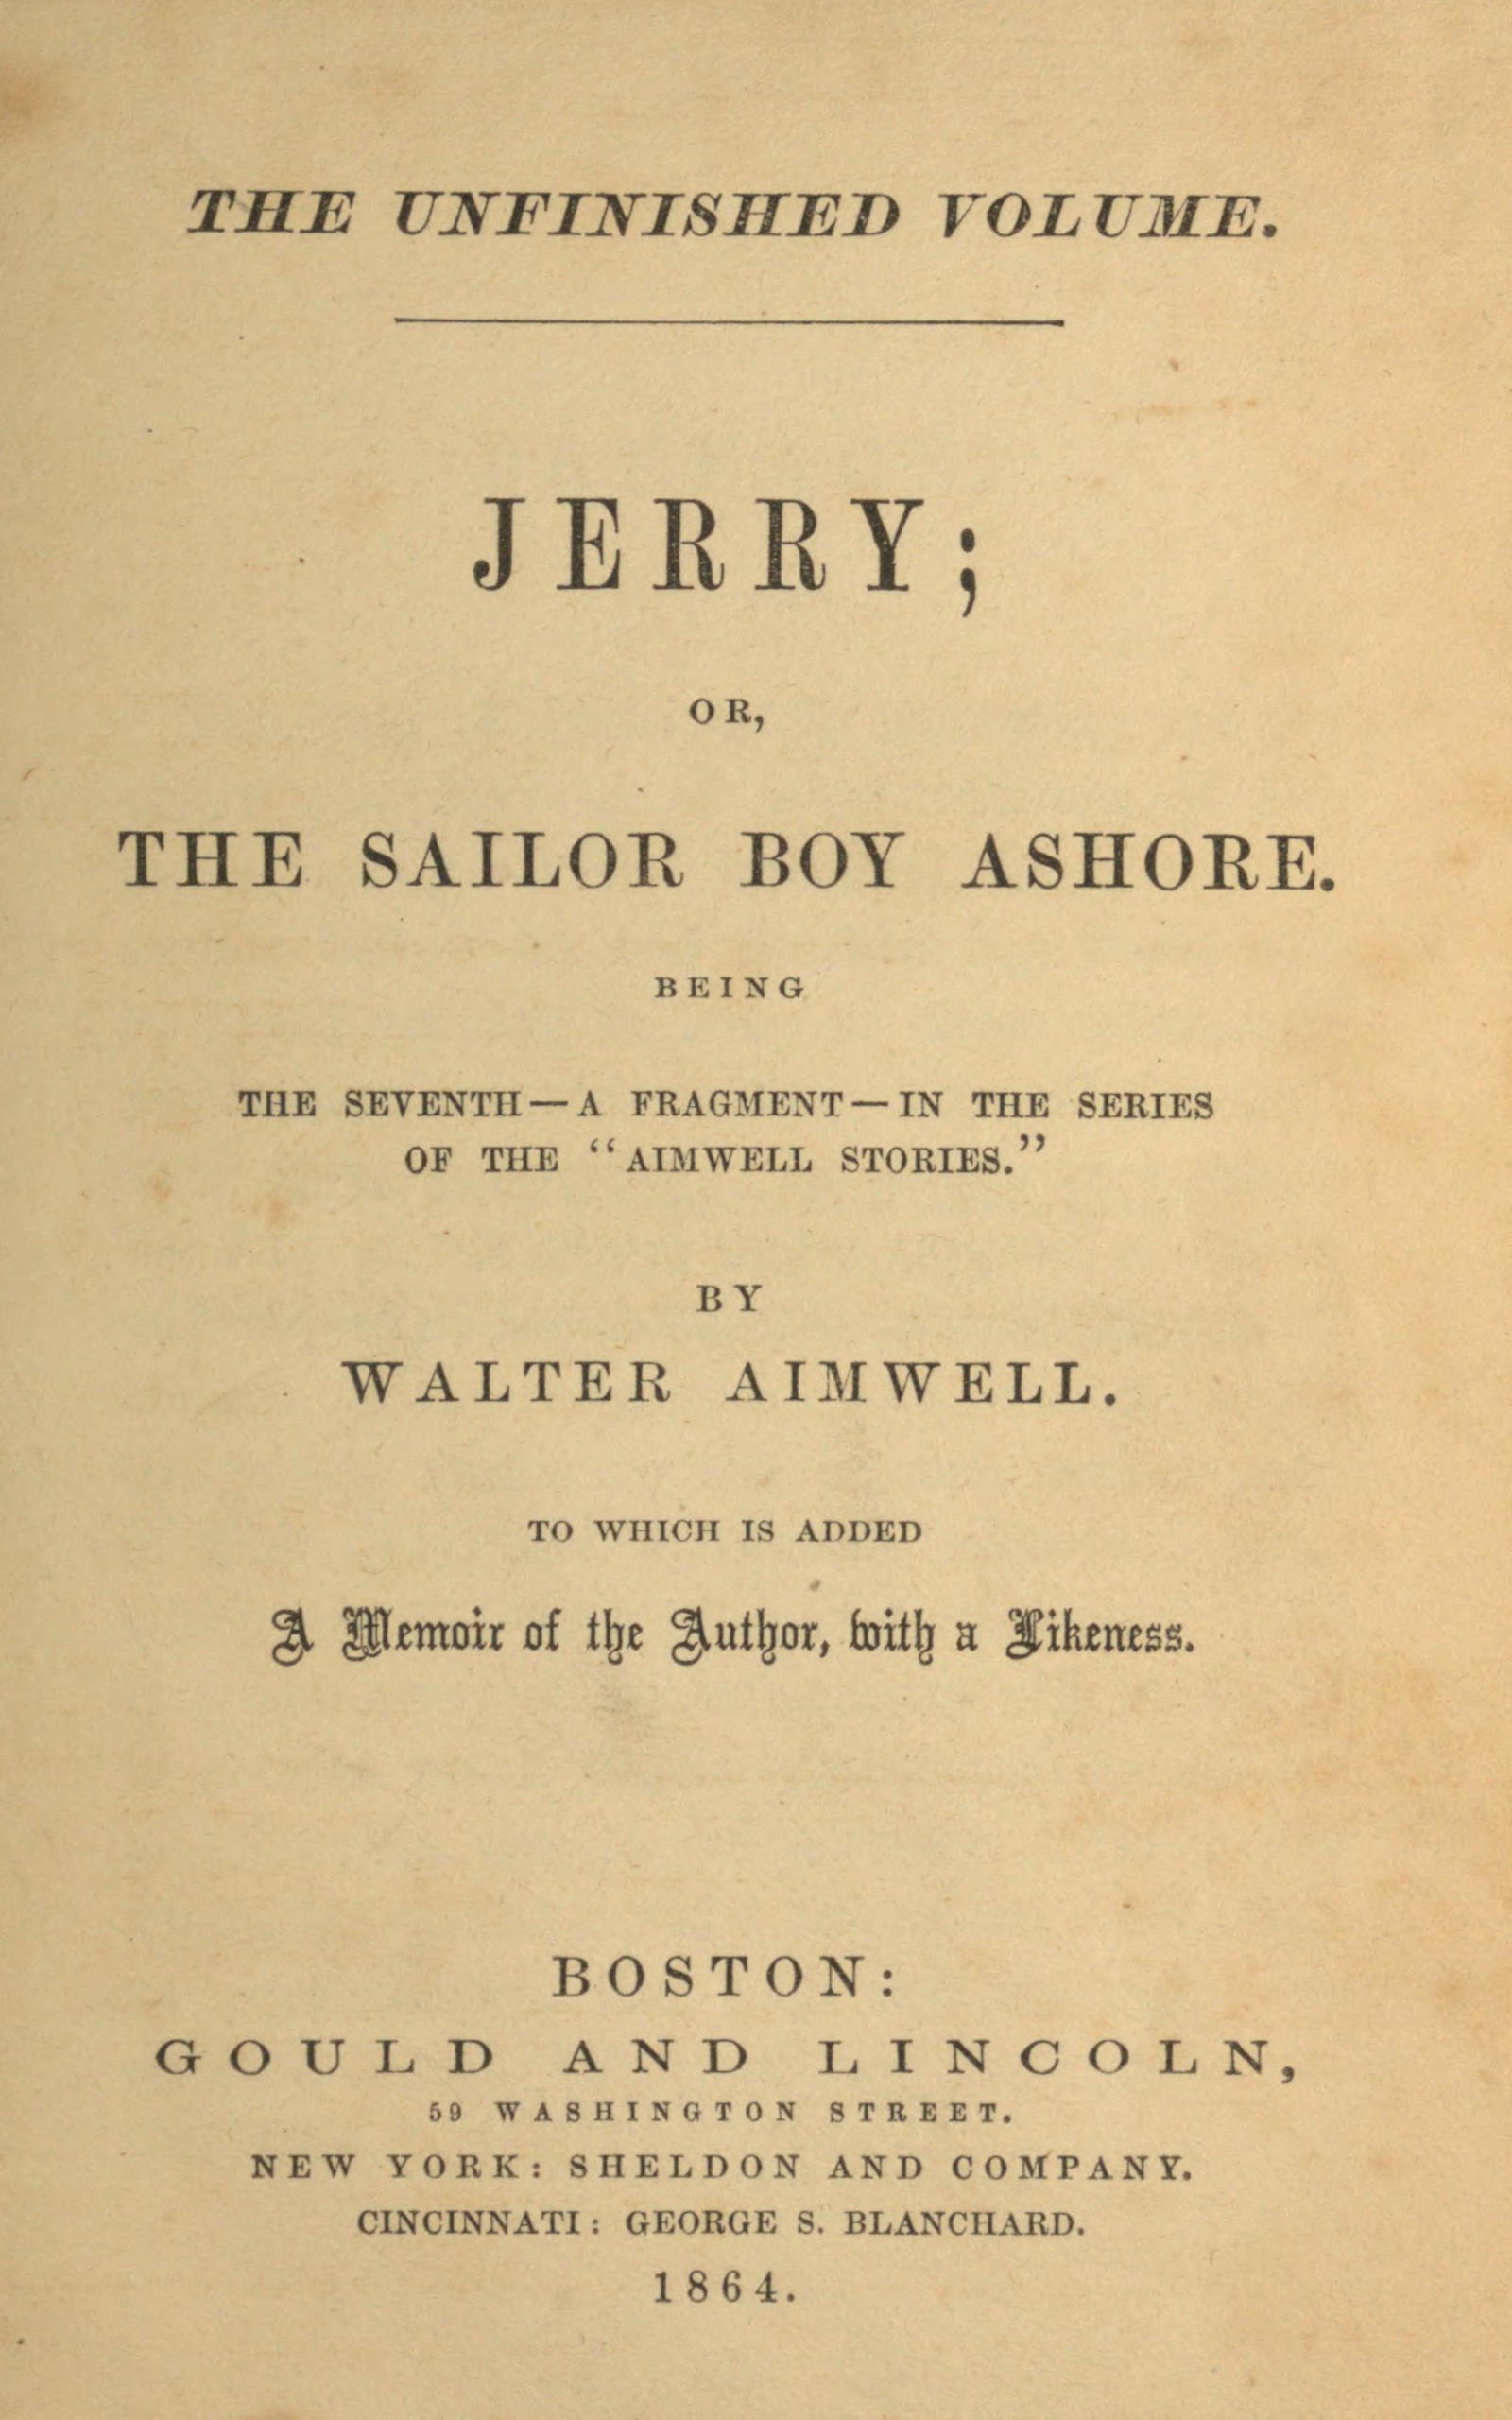 THE UNFINISHED VOLUME.
JERRY;
OR,
THE SAILOR BOY ASHORE.
BEING
THE SEVENTH—A FRAGMENT—IN THE SERIES
OF THE “AIMWELL STORIES.”
BY
WALTER AIMWELL.
TO WHICH IS ADDED
A Memoir of the Author, with a Likeness.
BOSTON:
GOULD AND LINCOLN,
59 WASHINGTON STREET.
NEW YORK: SHELDON AND COMPANY.
CINCINNATI: GEORGE S. BLANCHARD.
1864.